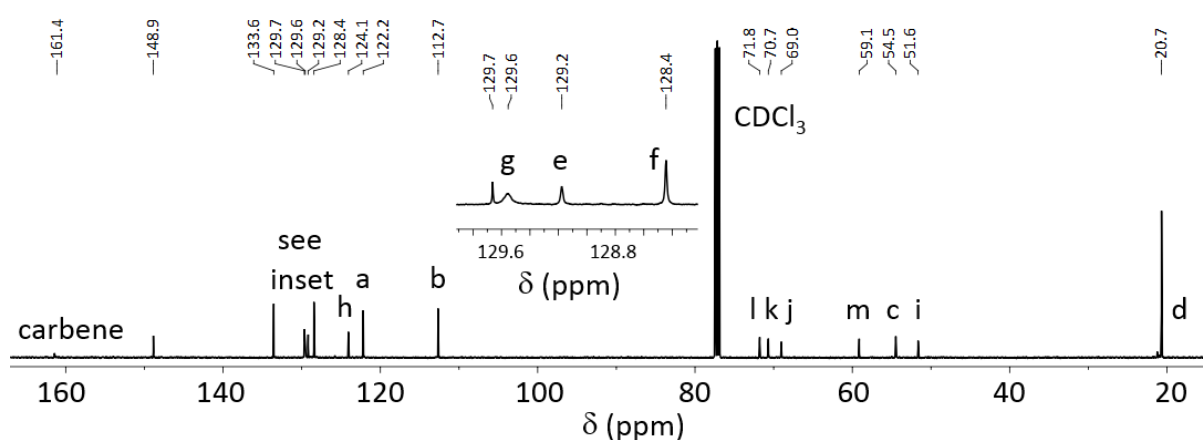 161.4
148.9
133.6
129.7
129.6
129.2
128.4
124.1
122.2
112.7
71.8
70.7
69.0
59.1
54.5
51.6
20.7
129.7
129.6
129.2
128.4
CDCl3
g e f
129.6 128.8
δ (ppm)
see
inset
carbene h a b l k j m c i d
160 140 120 100 80 60 40 20
δ (ppm)